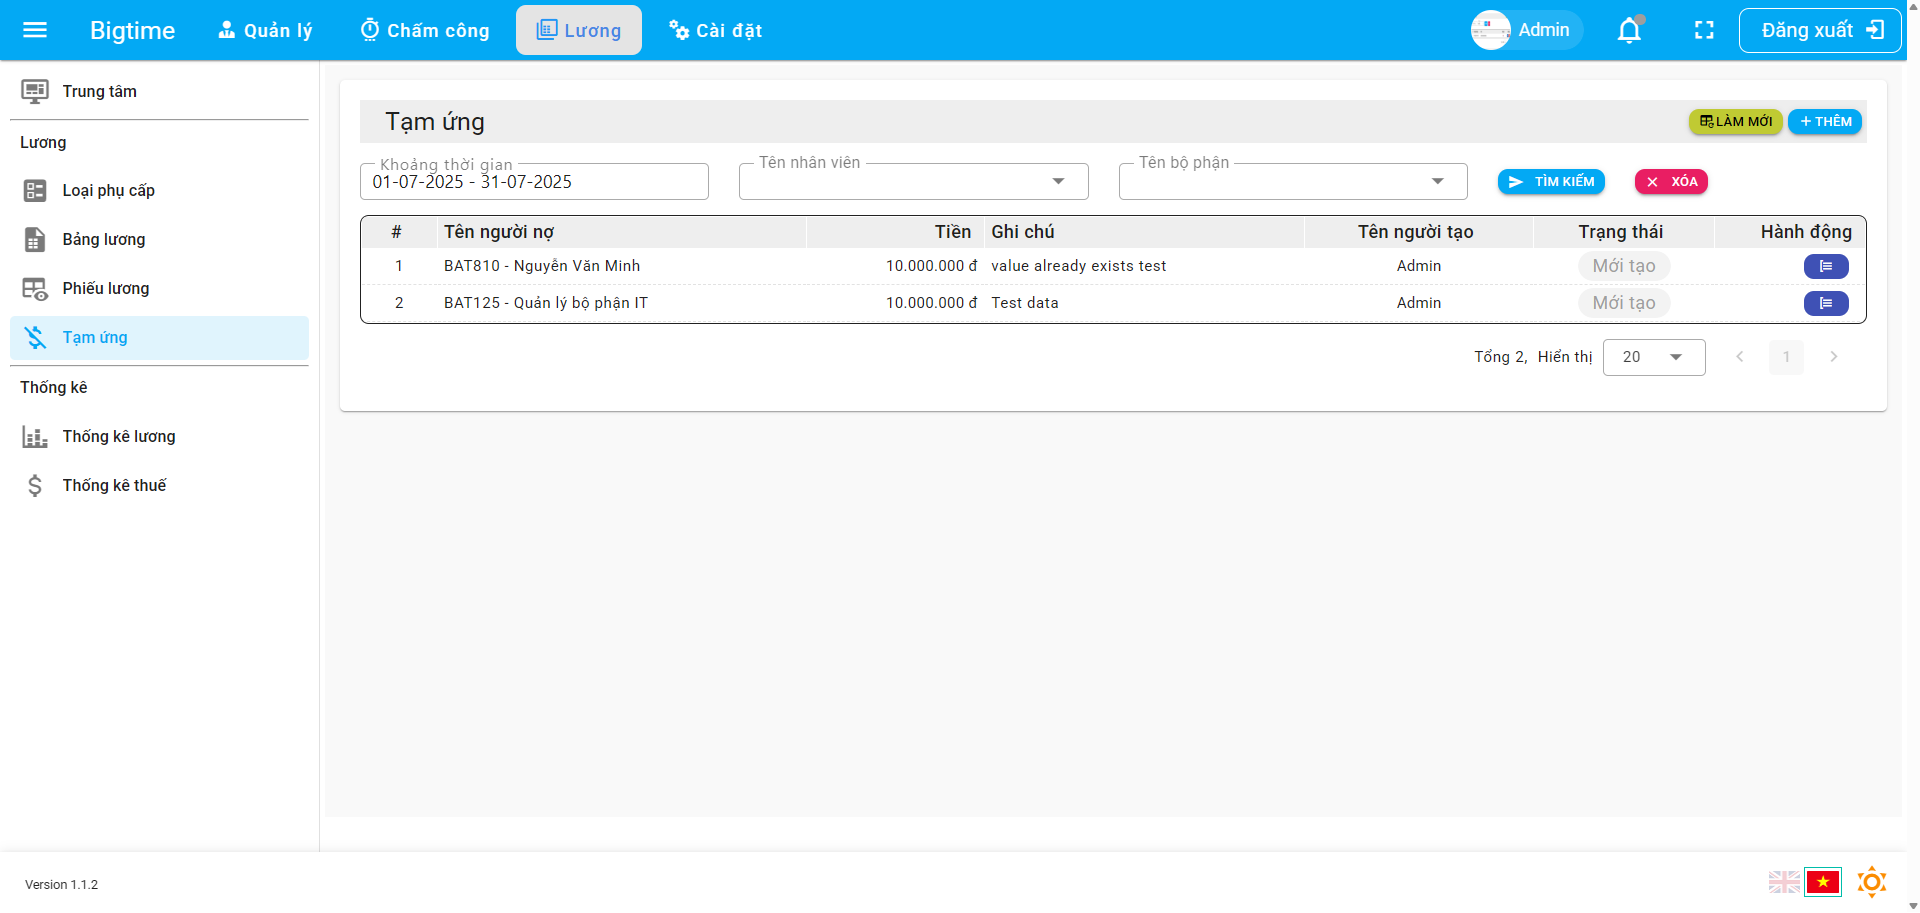 Bigtime Quản lý Chấm công Lương Cài đặt Admin Đăng xuất
Trung tâm
Lương
Loại phụ cấp
Bảng lương
Phiếu lương
Tạm ứng
Thống kê
Thống kê lương
Thống kê thuế
Tạm ứng LÀM MỚI + THÊM
Khoảng thời gian Tên nhân viên Tên bộ phận
01-07-2025 - 31-07-2025 TÌM KIẾM XÓA
# Tên người nợ Tiền Ghi chú Tên người tạo Trạng thái Hành động
1 BAT810 - Nguyễn Văn Minh 10.000.000 đ value already exists test Admin Mới tạo
2 BAT125 - Quản lý bộ phận IT 10.000.000 đ Test data Admin Mới tạo
Tổng 2, Hiển thị 20 1
Version 1.1.2